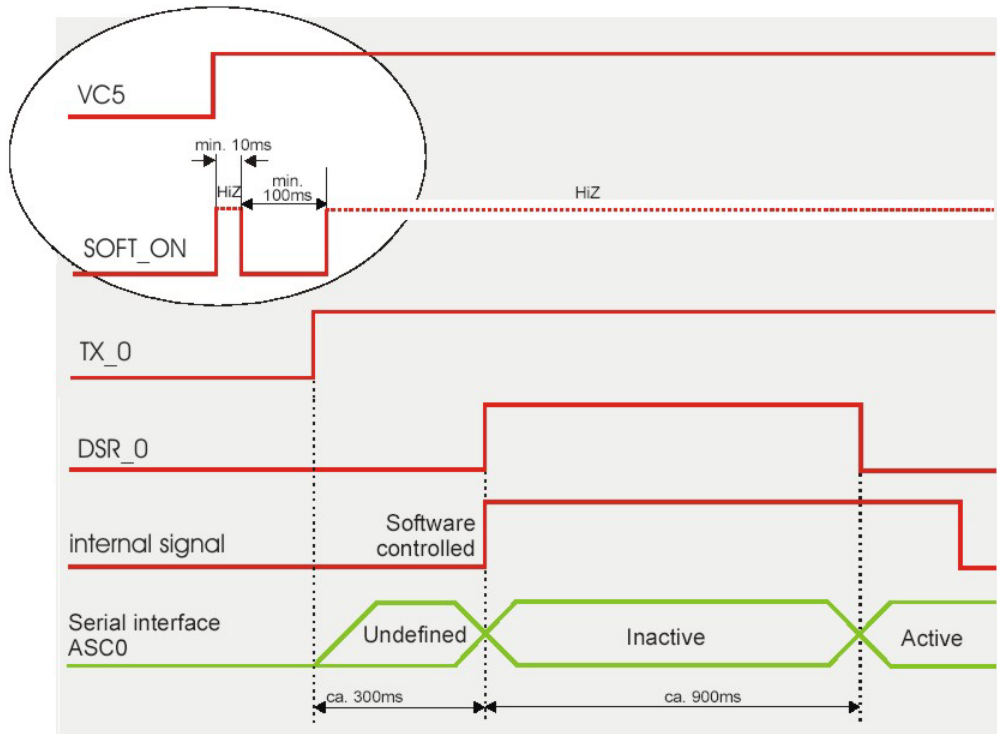 VC5
min. 10ms
HiZ
min.
100ms
HiZ
SOFT_ON
TX_0
DSR_0
Software
controlled
internal signal
Serial interface
ASC0
Undefined
Inactive
Active
ca. 300ms
ca. 900ms